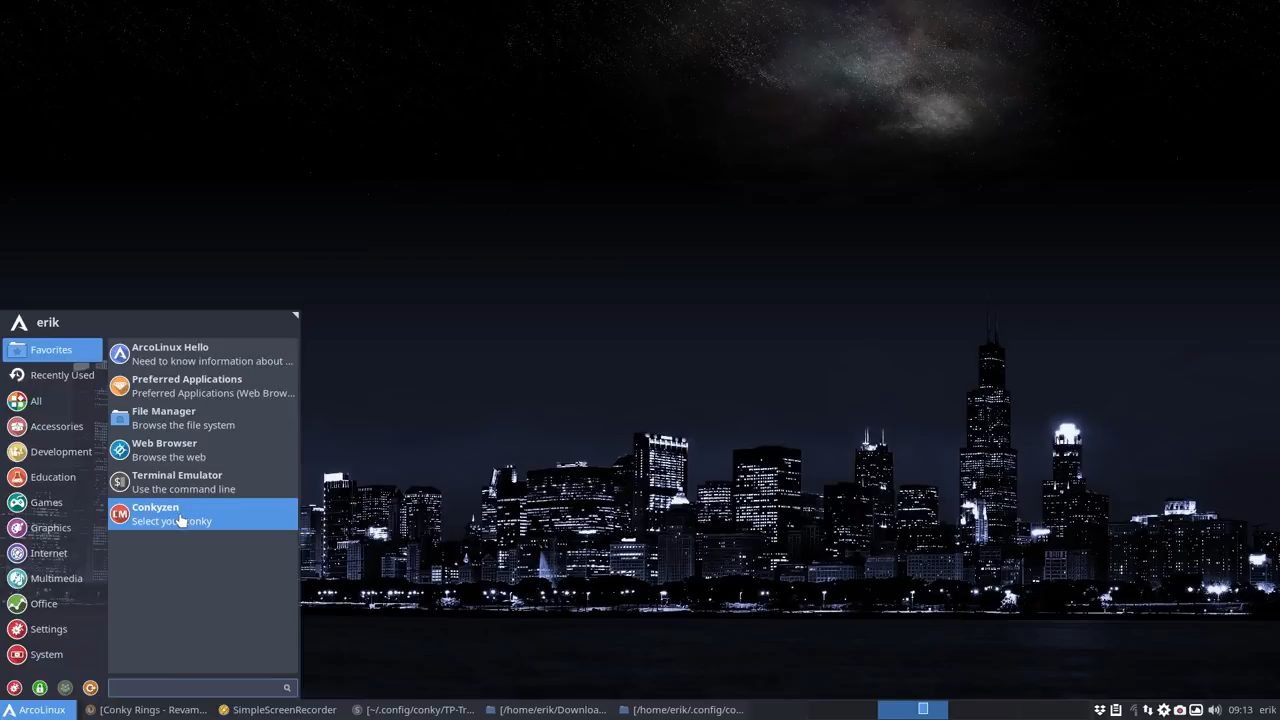 erik
Favorites
Recently Used
All
Accessories
Development
Education
Games
Graphics
Internet
Multimedia
Office
Settings
System
ArcoLinux Hello
Need to know information about ...
Preferred Applications
Preferred Applications (Web Brow...
File Manager
Browse the file system
Web Browser
Browse the web
Terminal Emulator
Use the command line
Conkyzen
Select your conky
ArcoLinux
[Conky Rings - Revam...
SimpleScreenRecorder
[~/.config/conky/TP-Tr...
[/home/erik/Downloa...
[/home/erik/.config/co...
09:13
erik